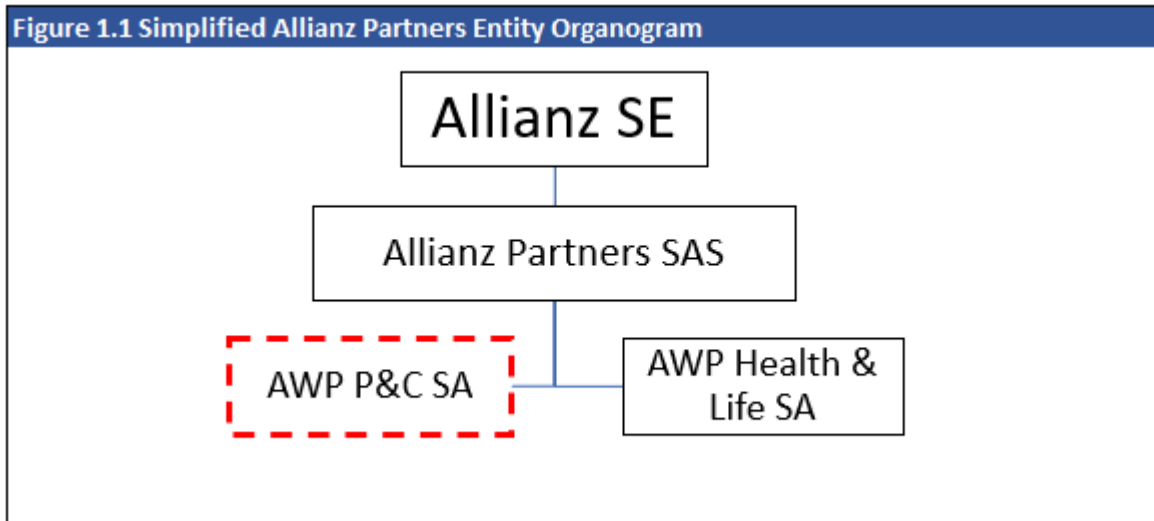 Figure 1.1 Simplified Allianz Partners Entity Organogram
Allianz SE
Allianz Partners SAS
AWP P&C SA
AWP Health &
Life SA